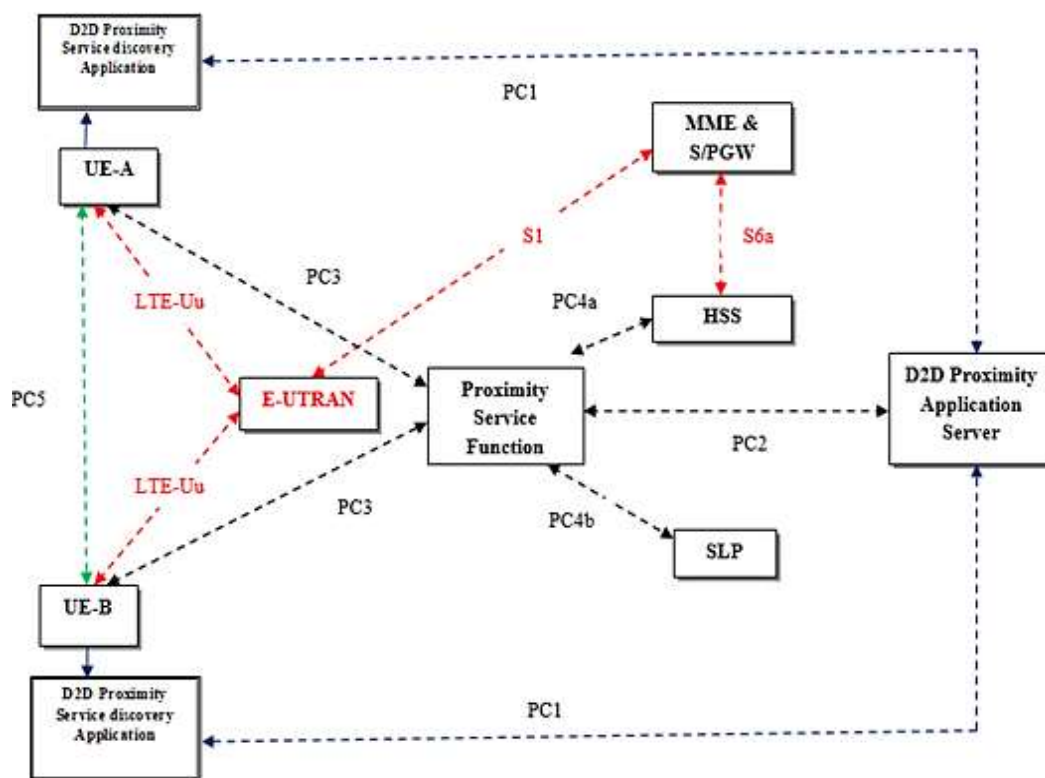 D2D Proximity
Service discovery
Application
PC1
MME &
S/PGW
UE-A
S1
S6a
PC3
LTE-Uu
PC4a
HSS
PC5
E-UTRAN
Proximity
Service
Function
D2D Proximity
Application
Server
PC2
LTE-Uu
PC3
PC4b
SLP
UE-B
D2D Proximity
Service discovery
Application
PC1